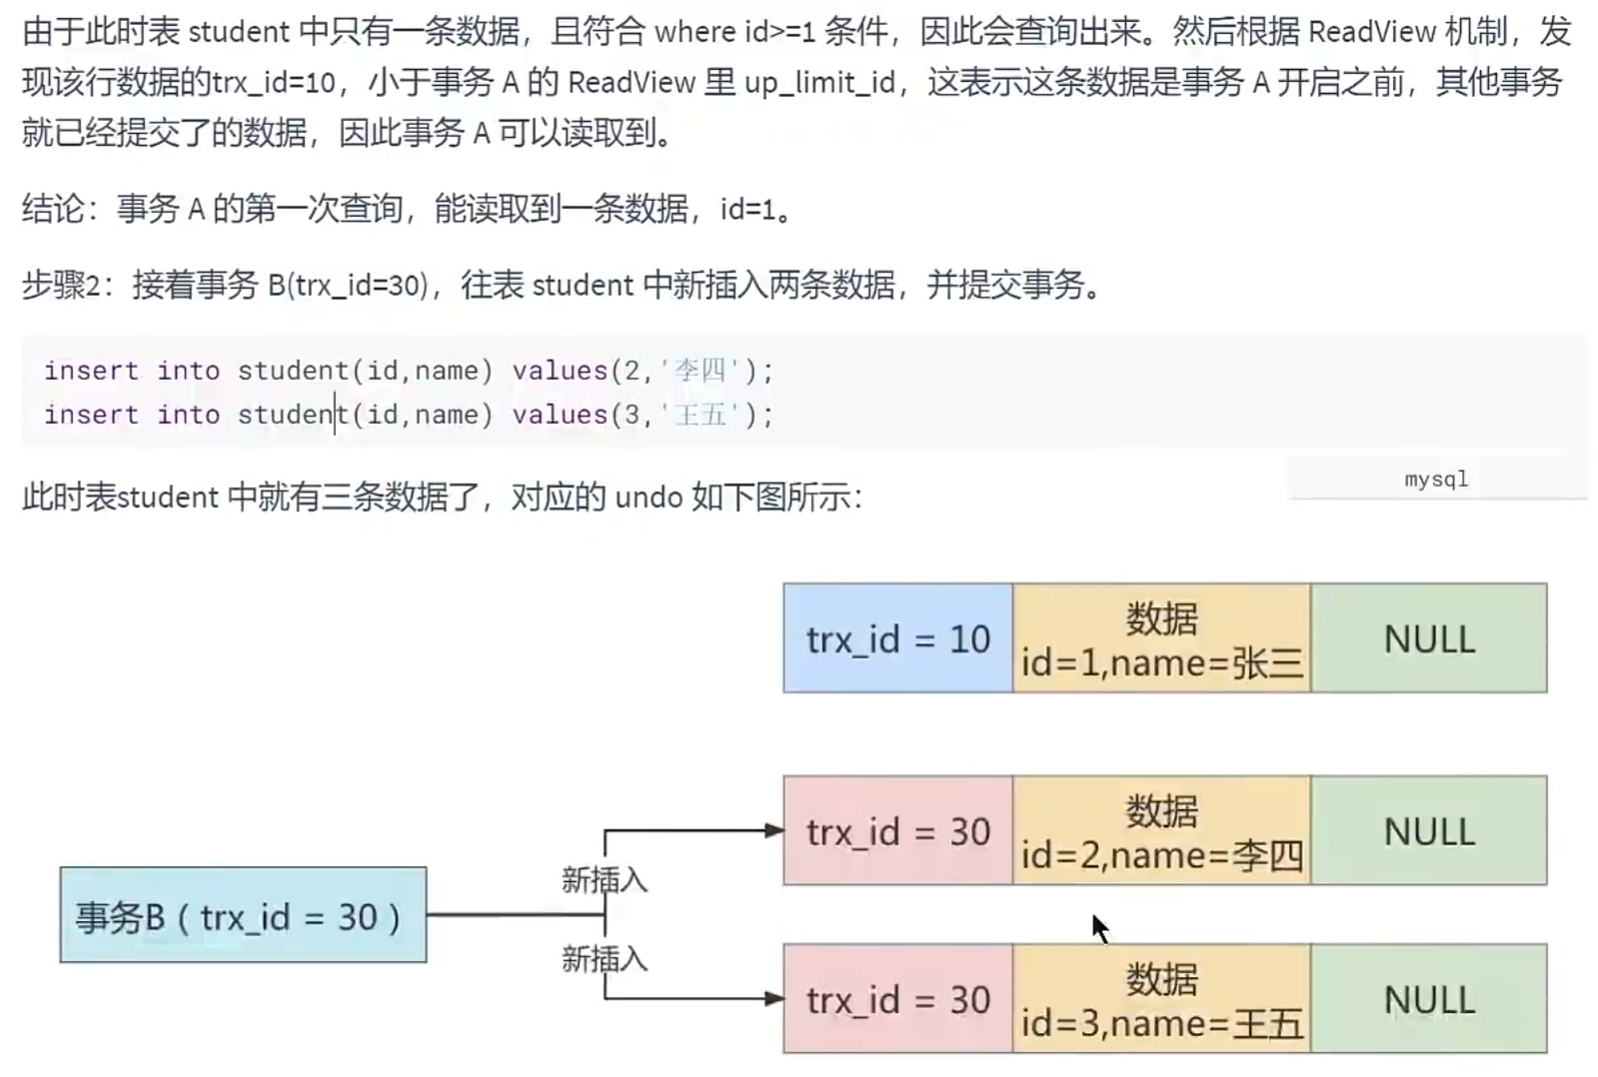 由于此时表 student 中只有一条数据，且符合 where id>=1 条件，因此会查询出来。然后根据 ReadView 机制，发
现该行数据的trx_id=10，小于事务 A 的 ReadView 里 up_limit_id，这表示这条数据是事务 A 开启之前，其他事务
就已经提交了的数据，因此事务 A 可以读取到。
结论：事务 A 的第一次查询，能读取到一条数据，id=1。
步骤2：接着事务 B(trx_id=30)，往表 student 中新插入两条数据，并提交事务。
insert into student(id,name) values(2,'李四');
insert into student(id,name) values(3,'王五');
mysql
此时表student 中就有三条数据了，对应的 undo 如下图所示：
trx_id = 10
数据
id=1,name=张三
NULL
事务B ( trx_id = 30 )
新插入
trx_id = 30
数据
id=2,name=李四
NULL
新插入
trx_id = 30
数据
id=3,name=王五
NULL